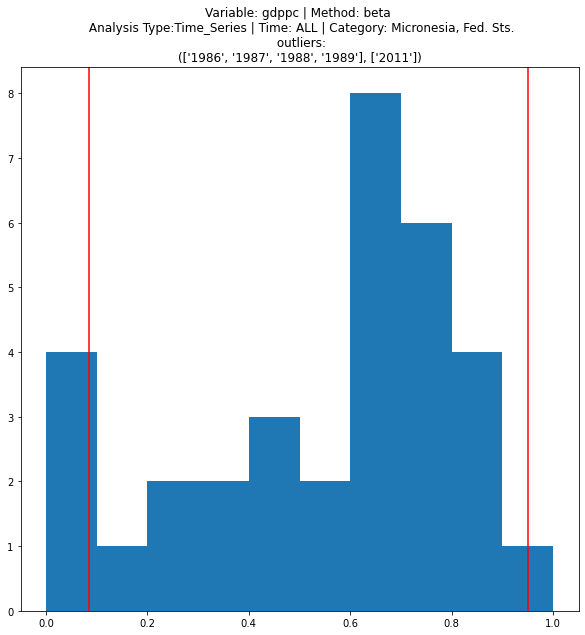 Variable: gdppc | Method: beta
Analysis Type:Time_Series | Time: ALL | Category: Micronesia, Fed. Sts.
outliers:
(['1986', '1987', '1988', '1989'], ['2011'])
8
7
6
5
4
3
2
1
0
0.0 0.2 0.4 0.6 0.8 1.0